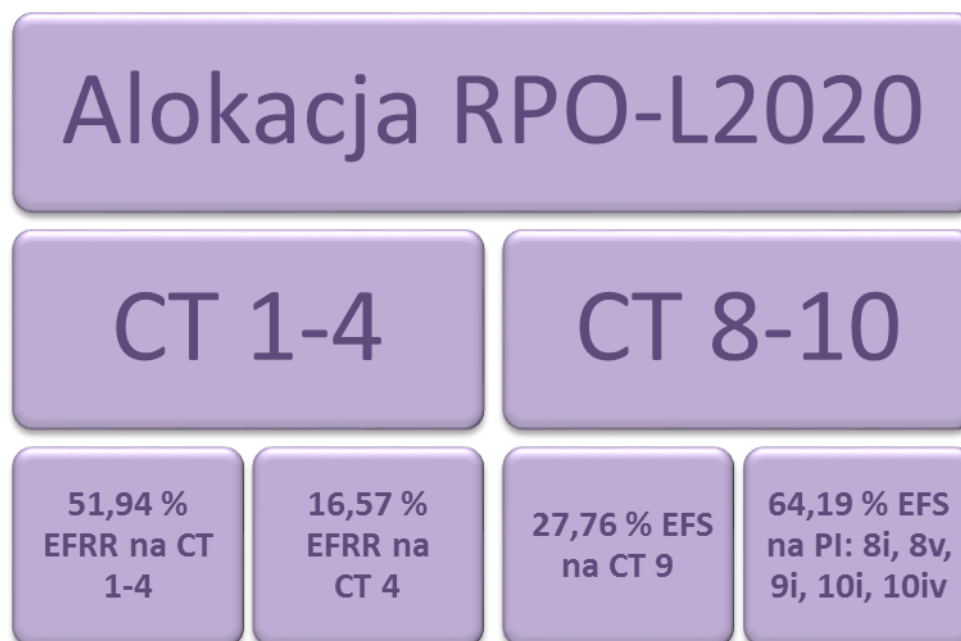 Alokacja RPO-L2020
CT 1-4
CT 8-10
51,94 %
EFRR na CT
1-4
16,57 %
EFRR na
CT 4
27,76 % EFS
na CT 9
64,19 % EFS
na PI: 8i, 8v,
9i, 10i, 10iv